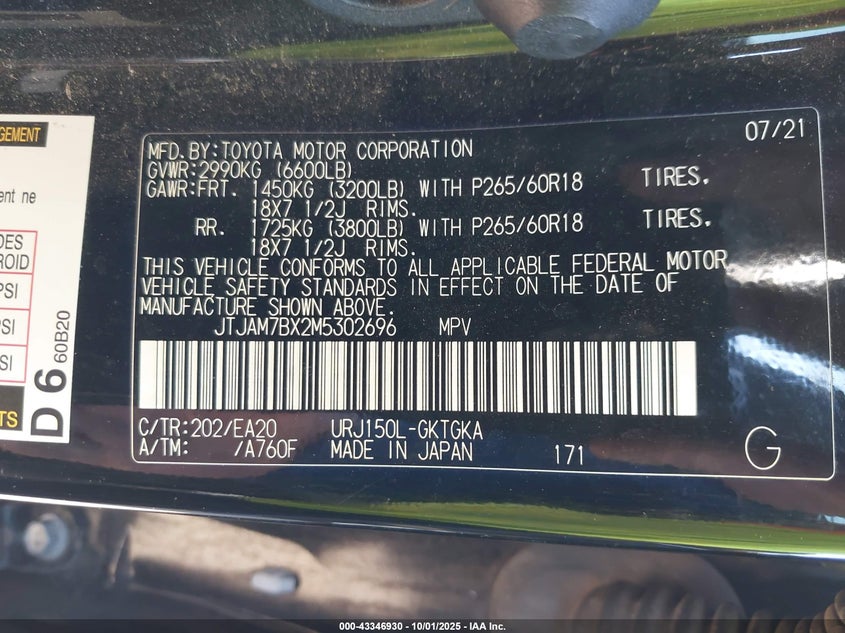 GEMENT
ent ne
DES
ROID
PSI
PSI
SI
TS
D 6 60B20
07/21
MFD.BY:TOYOTA MOTOR CORPORATION
GVWR:2990KG (6600LB)
GAWR:FRT. 1450KG (3200LB) WITH P265/60R18 TIRES.
18X7 1/2J RIMS.
RR. 1725KG (3800LB) WITH P265/60R18 TIRES.
18X7 1/2J RIMS.
THIS VEHICLE CONFORMS TO ALL APPLICABLE FEDERAL MOTOR
VEHICLE SAFETY STANDARDS IN EFFECT ON THE DATE OF
MANUFACTURE SHOWN ABOVE.
JTJAM7BX2M5302696 MPV
C/TR:202/EA20 URJ150L-GKTGKA
A/TM: /A760F MADE IN JAPAN 171 G
000-43346930 - 10/01/2025 - IAA Inc.